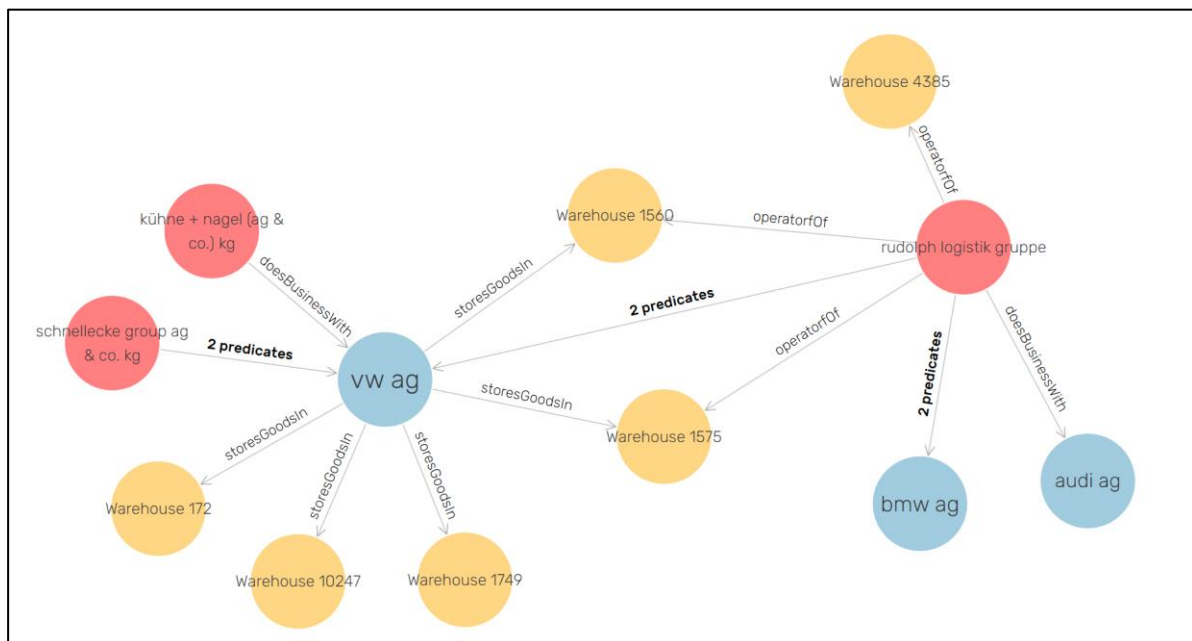 Warehouse 4385
operatorfOf
kühne + nagel (ag &
co.) kg
Warehouse 1560
operatorfOf
rudolph logistik gruppe
doesBusinessWith
storesGoodsIn
2 predicates
schnellecke group ag
& co. kg
2 predicates
operatorfOf
doesBusinessWith
vw ag
storesGoodsIn
2 predicates
storesGoodsIn
storesGoodsIn
storesGoodsIn
Warehouse 1575
audi ag
Warehouse 172
bmw ag
Warehouse 10247
Warehouse 1749